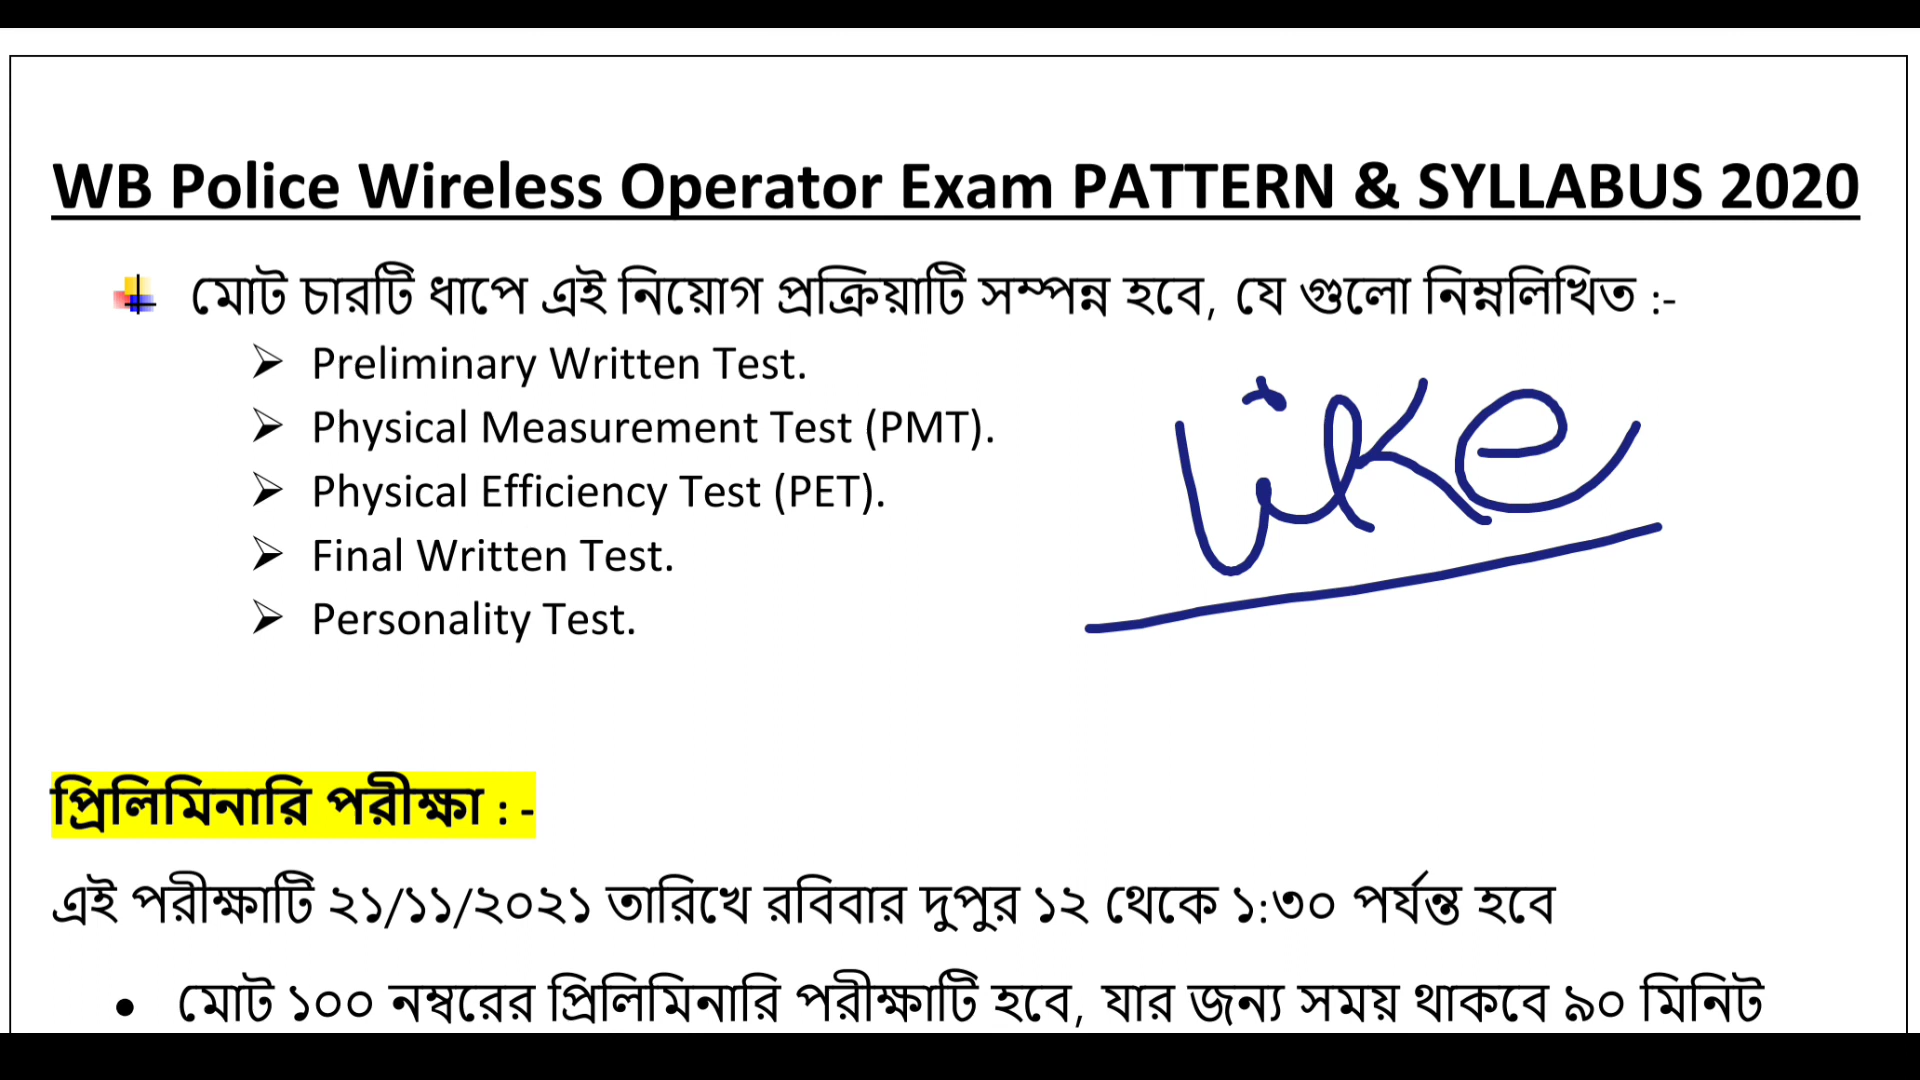 WB Police Wireless Operator Exam PATTERN & SYLLABUS 2020
মোট চারটি ধাপে এই নিয়োগ প্রক্রিয়াটি সম্পন্ন হবে, যে গুলো নিম্নলিখিত :-
Preliminary Written Test.
Physical Measurement Test (PMT).
Physical Efficiency Test (PET).
Final Written Test.
Personality Test.
like
প্রিলিমিনারি পরীক্ষা : -
এই পরীক্ষাটি ২১/১১/২০২১ তারিখে রবিবার দুপুর ১২ থেকে ১:৩০ পর্যন্ত হবে
• মোট ১০০ নম্বরের প্রিলিমিনারি পরীক্ষাটি হবে, যার জন্য সময় থাকবে ৯০ মিনিট